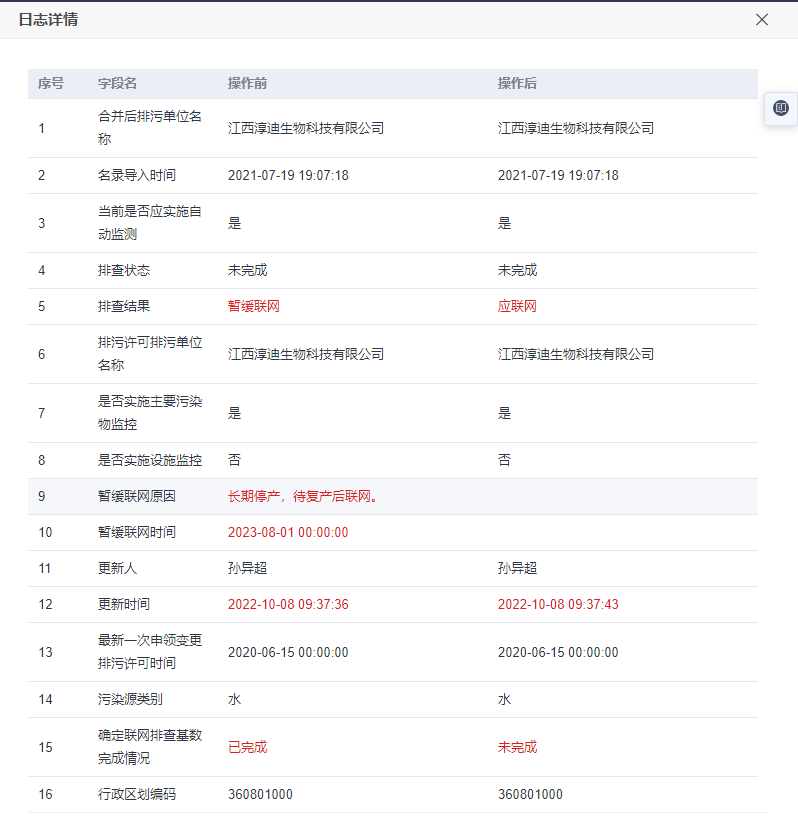 日志详情
序号 字段名 操作前 操作后
1 合并后排污单位名称 江西淳迪生物科技有限公司 江西淳迪生物科技有限公司
2 名录导入时间 2021-07-19 19:07:18 2021-07-19 19:07:18
3 当前是否应实施自动监测 是 是
4 排查状态 未完成 未完成
5 排查结果 暂缓联网 应联网
6 排污许可排污单位名称 江西淳迪生物科技有限公司 江西淳迪生物科技有限公司
7 是否实施主要污染物监控 是 是
8 是否实施设施监控 否 否
9 暂缓联网原因 长期停产，待复产后联网。
10 暂缓联网时间 2023-08-01 00:00:00
11 更新人 孙异超 孙异超
12 更新时间 2022-10-08 09:37:36 2022-10-08 09:37:43
13 最新一次申领变更排污许可时间 2020-06-15 00:00:00 2020-06-15 00:00:00
14 污染源类别 水 水
15 确定联网排查基数完成情况 已完成 未完成
16 行政区划编码 360801000 360801000